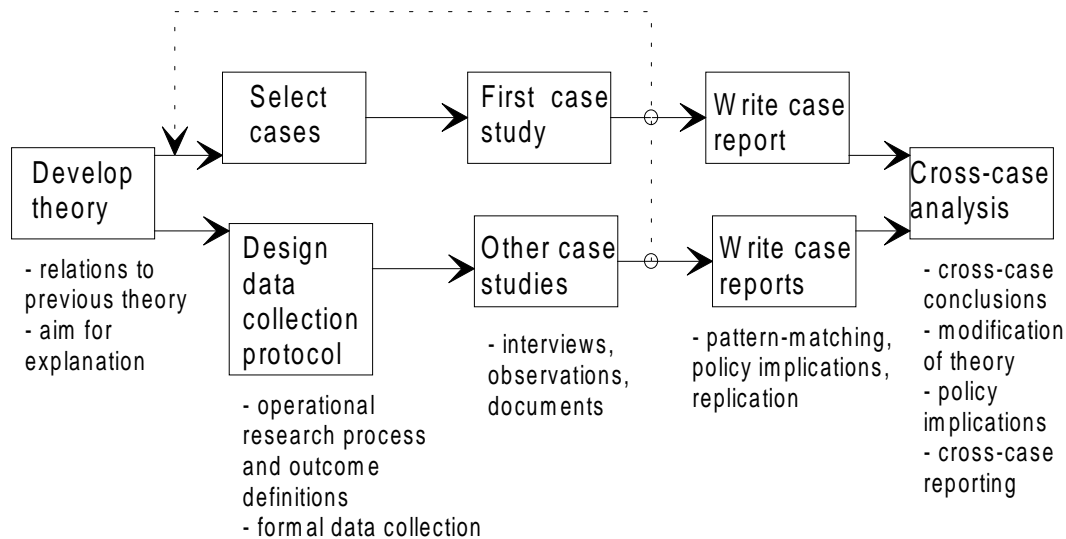 Develop
theory
- relations to
previous theory
- aim for
explanation
Select
cases
Design
data
collection
protocol
- operational
research process
and outcome
definitions
- formal data collection
First case
study
Other case
studies
- interviews,
observations,
documents
Write case
report
Write case
reports
- pattern-matching,
policy implications,
replication
Cross-case
analysis
- cross-case
conclusions
- modification
of theory
- policy
implications
- cross-case
reporting